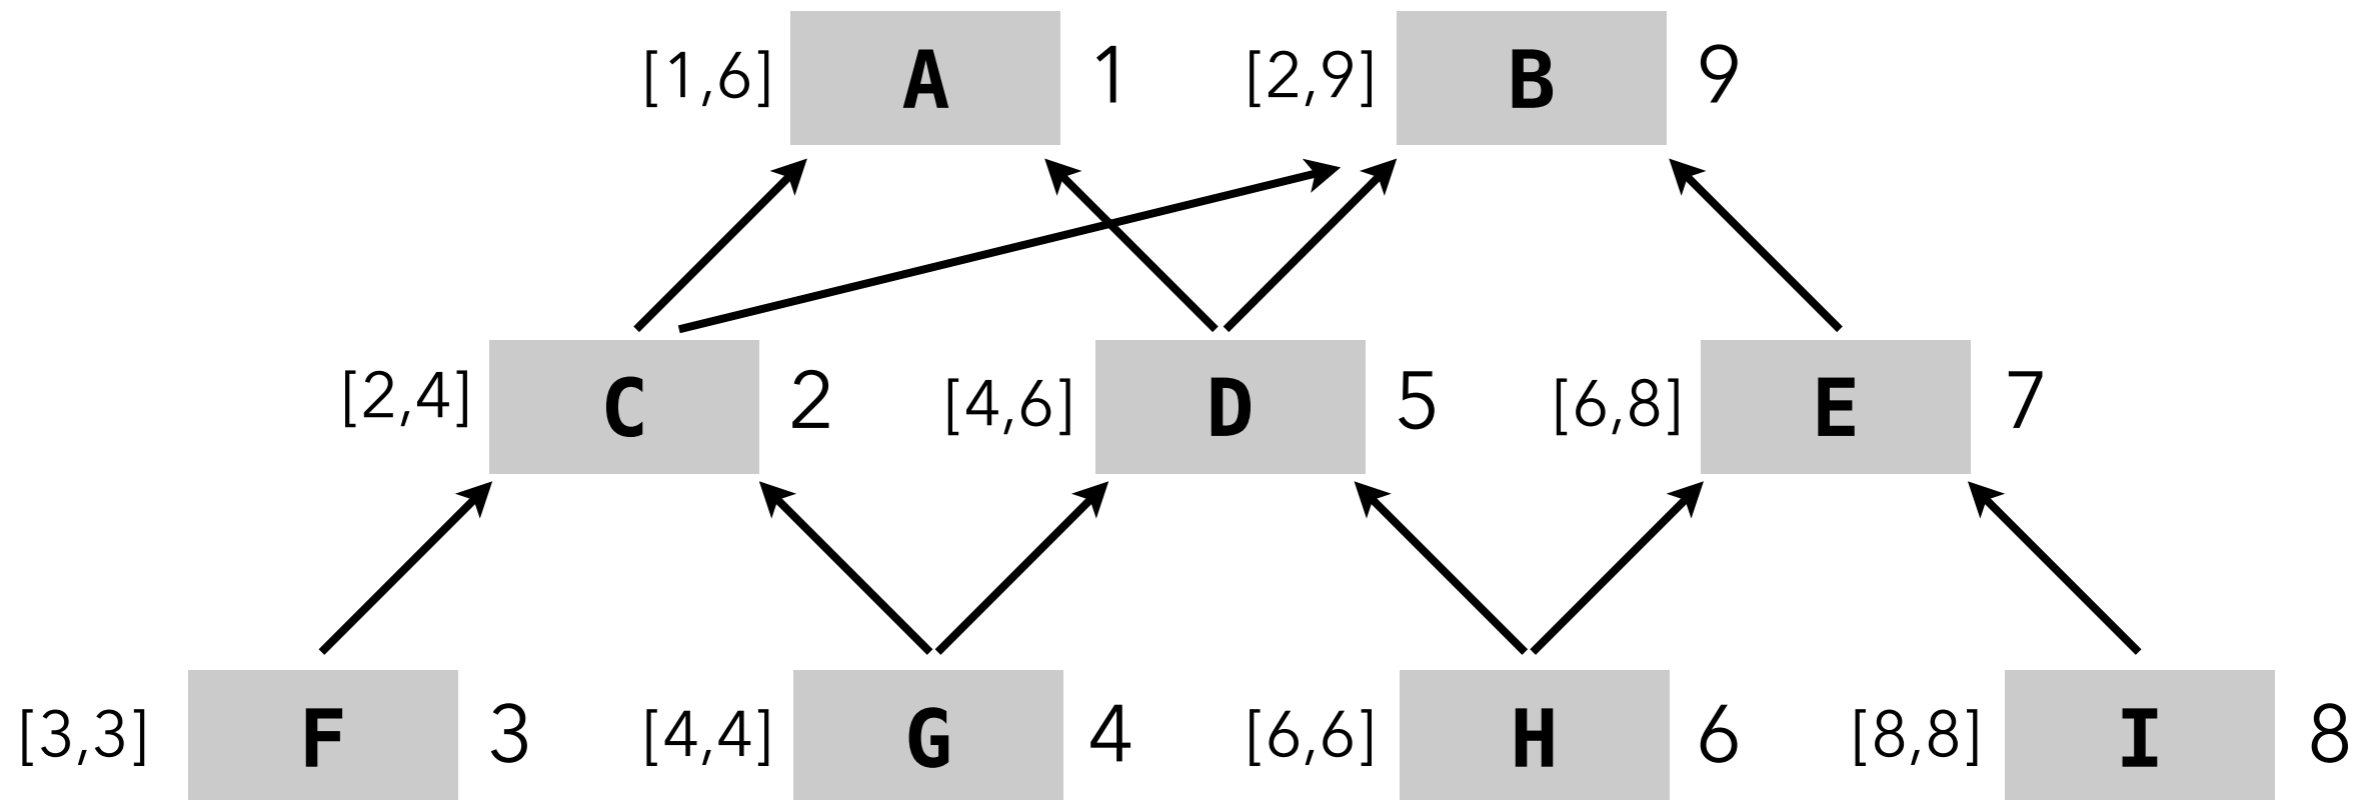 [1,6] A 1 [2,9] B 9
[2,4] C 2 [4,6] D 5 [6,8] E 7
[3,3] F 3 [4,4] G 4 [6,6] H 6 [8,8] I 8